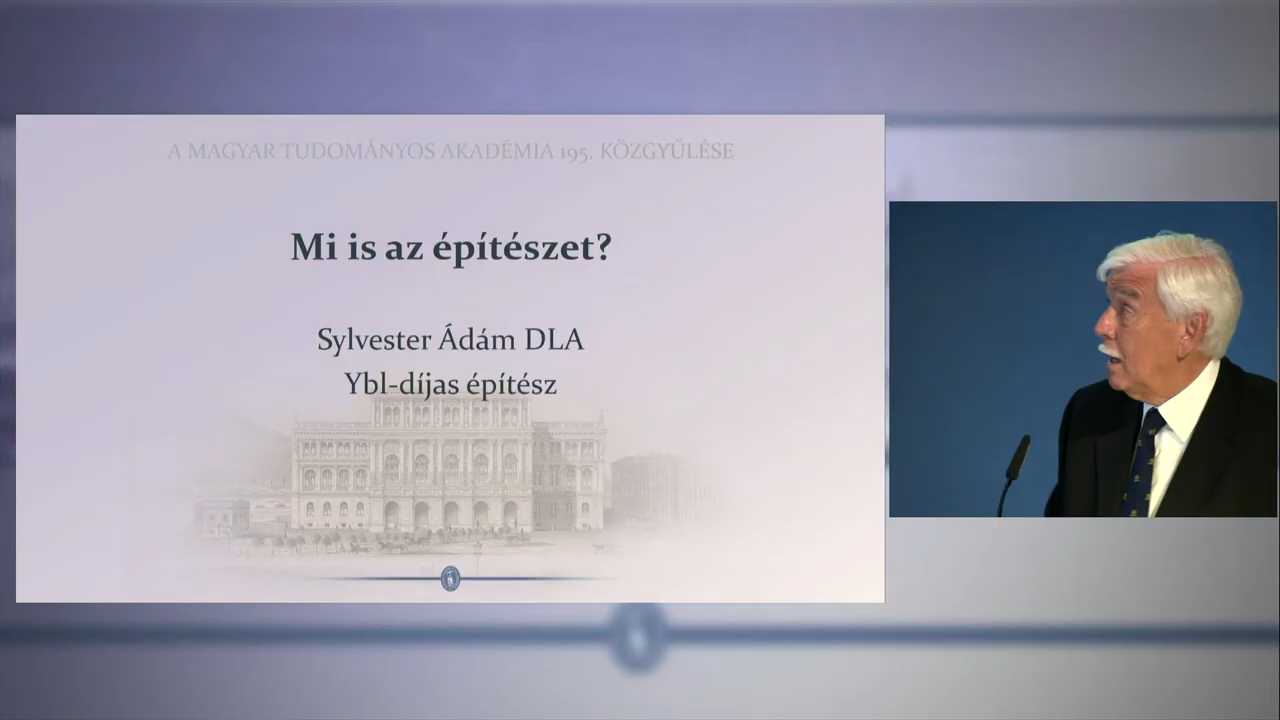 A MAGYAR TUDOMÁNYOS AKADÉMIA 195. KÖZGYŰLÉSE
Mi is az építészet?
Sylvester Ádám DLA
Ybl-díjas építész